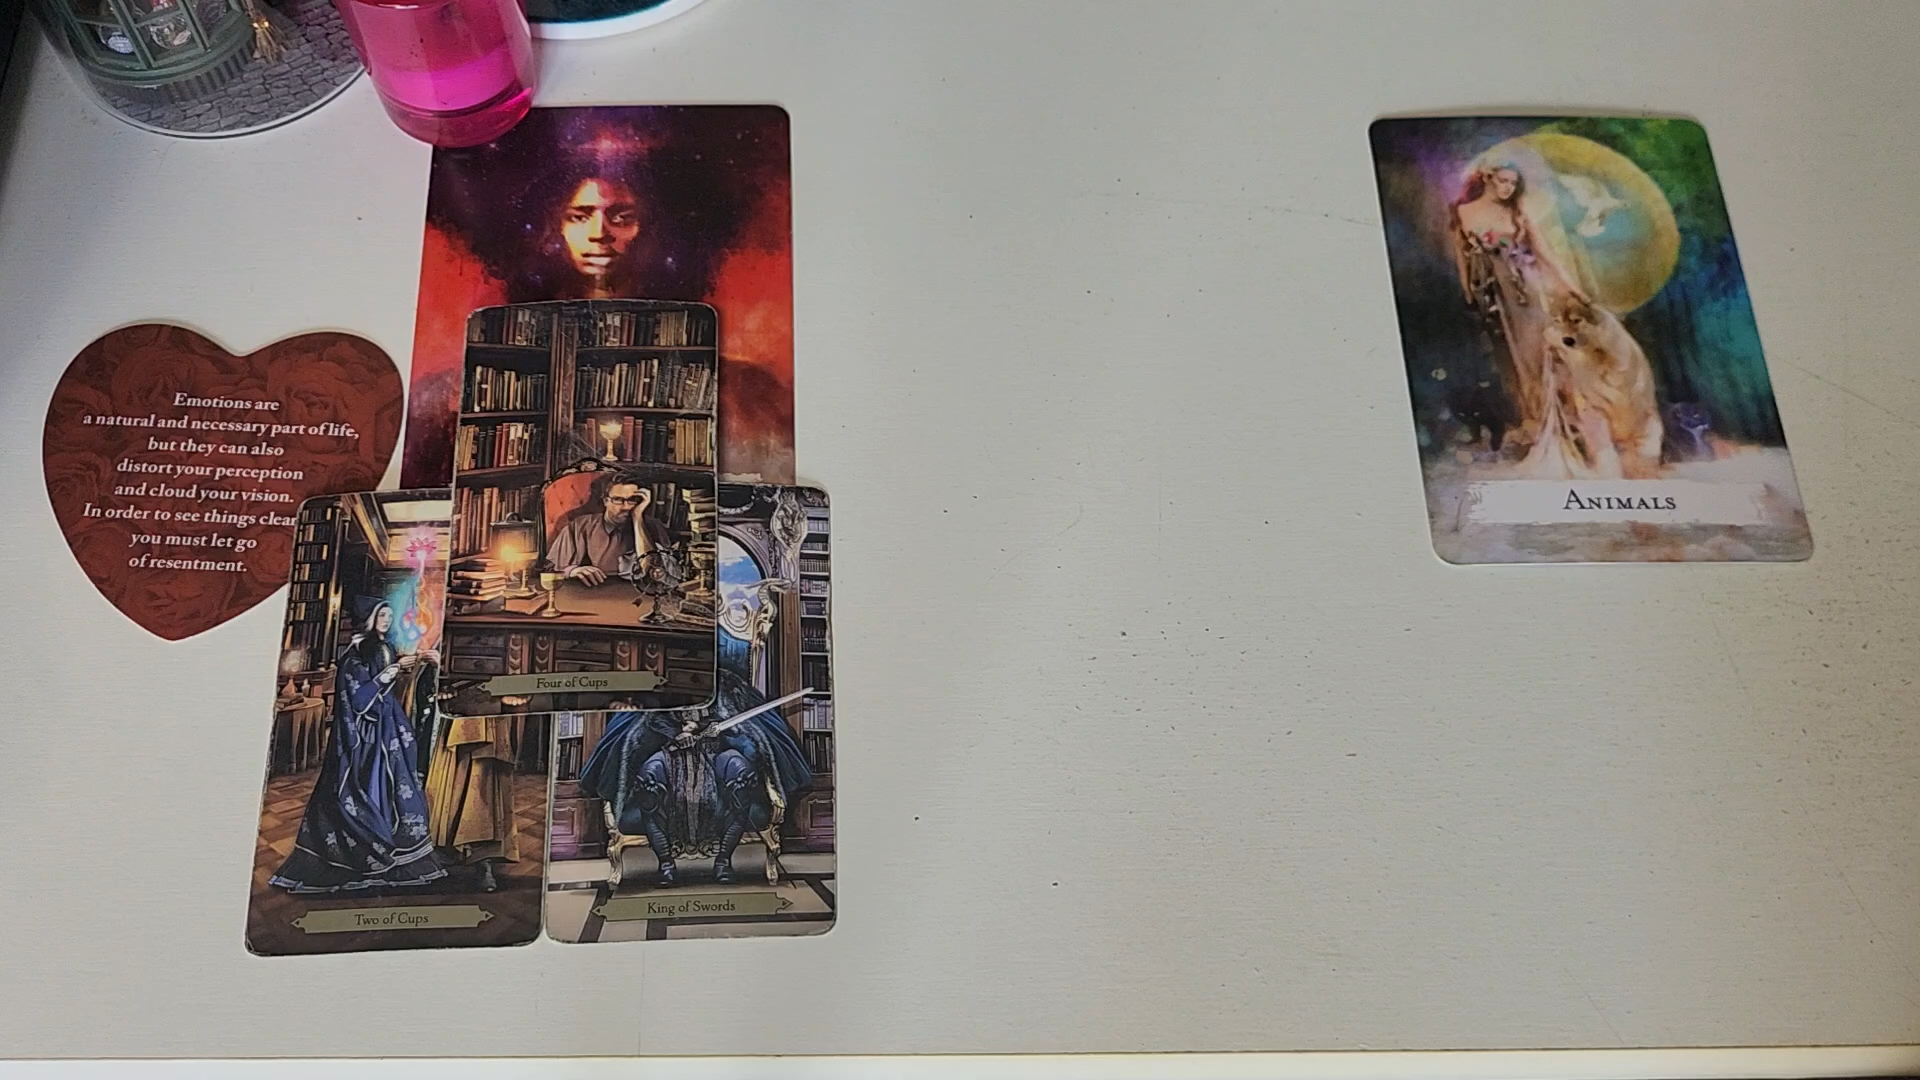 Emotions are
a natural and necessary part of life,
but they can also
distort your perception
and cloud your vision.
In order to see things clear
you must let go
of resentment.
Four of Cups
Two of Cups
King of Swords
ANIMALS